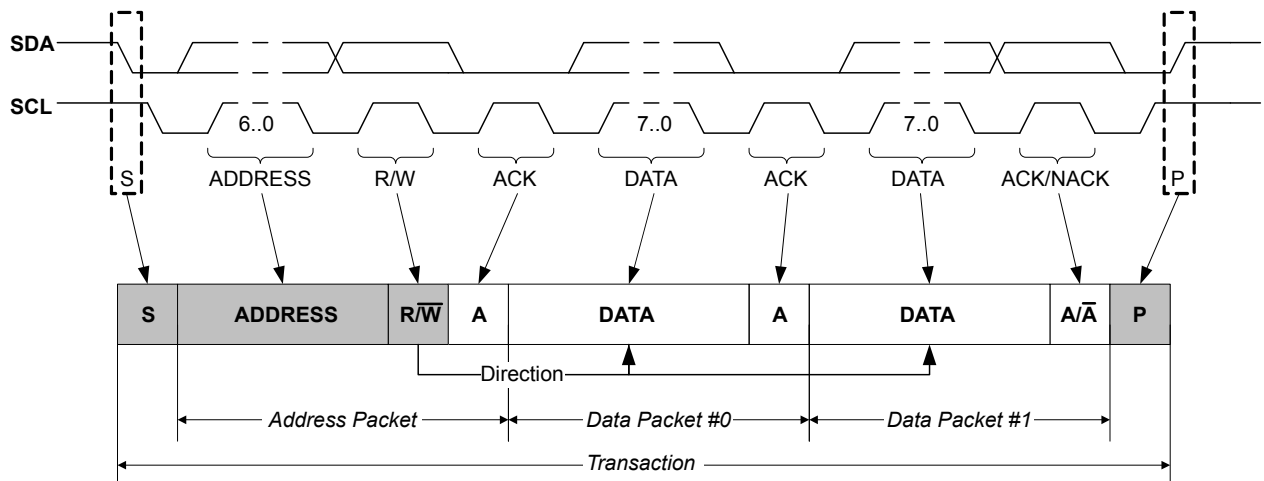 SDA
SCL
6..0 7..0 7..0
S ADDRESS R/W ACK DATA ACK DATA ACK/NACK P
S ADDRESS R/W̅ A DATA A DATA A/A̅ P
Direction
Address Packet Data Packet #0 Data Packet #1
Transaction